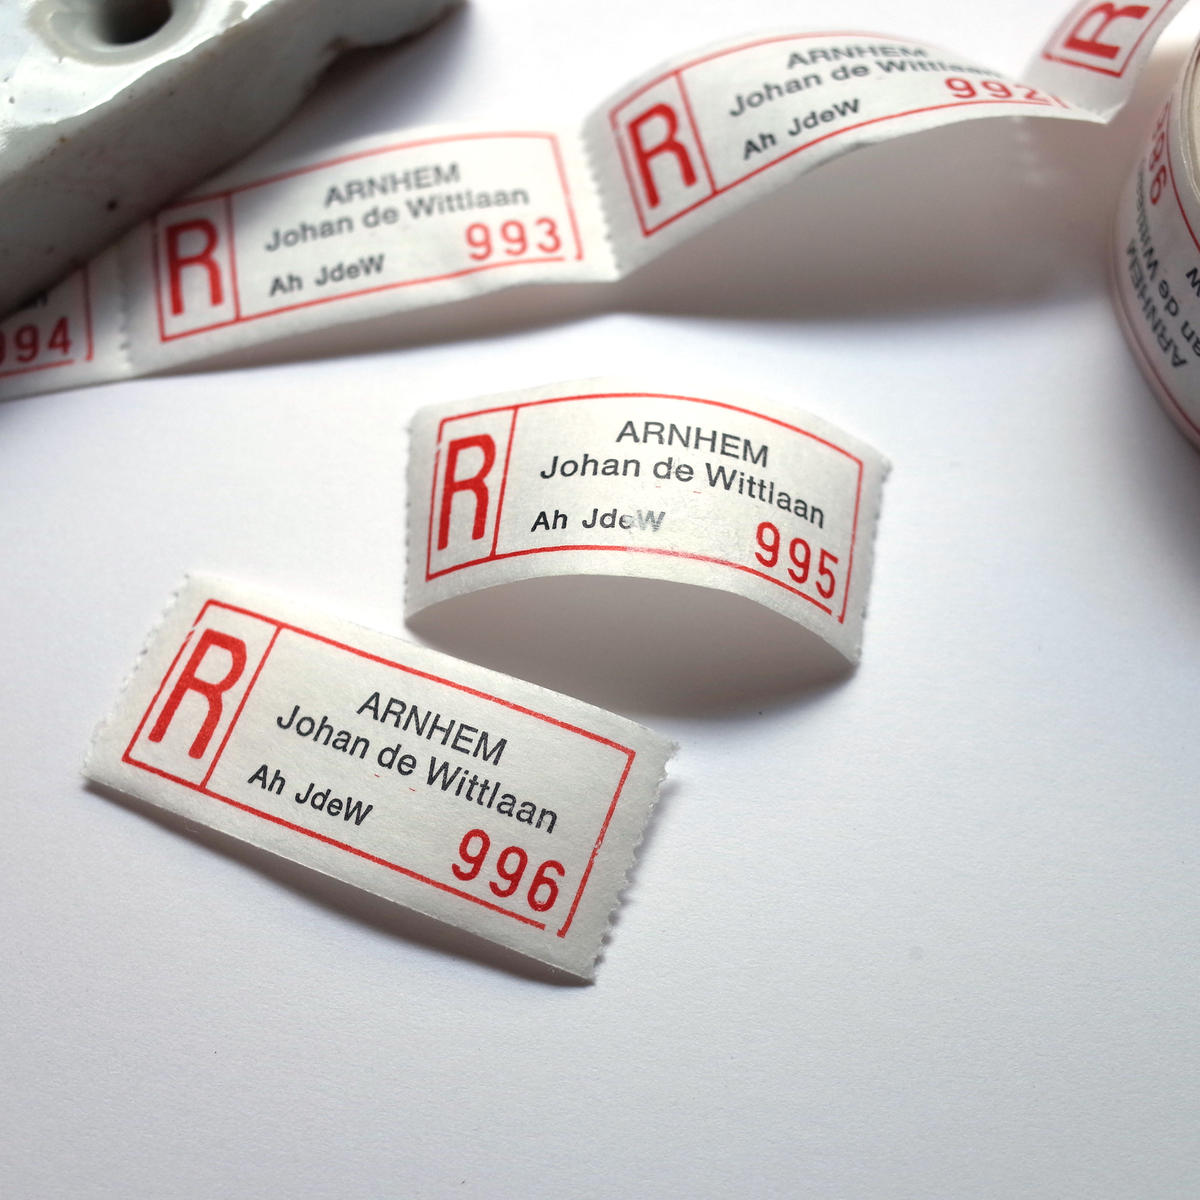 R
ARNHEM
Johan de Wittlaan
Ah JdeW
992
R
R
ARNHEM
Johan de Wittlaan
Ah JdeW
993
994
R
ARNHEM
Johan de Wittlaan
Ah JdeW
995
R
ARNHEM
Johan de Wittlaan
Ah JdeW
996
ARNHEM